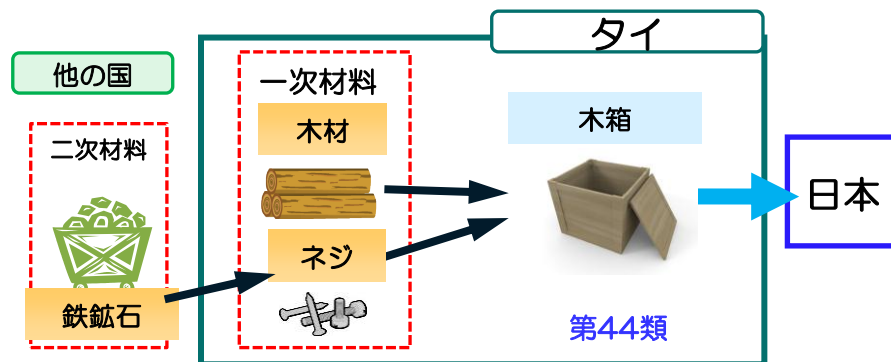 タイ
他の国
一次材料
木材
木箱
二次材料
日本
ネジ
鉄鉱石
第44類